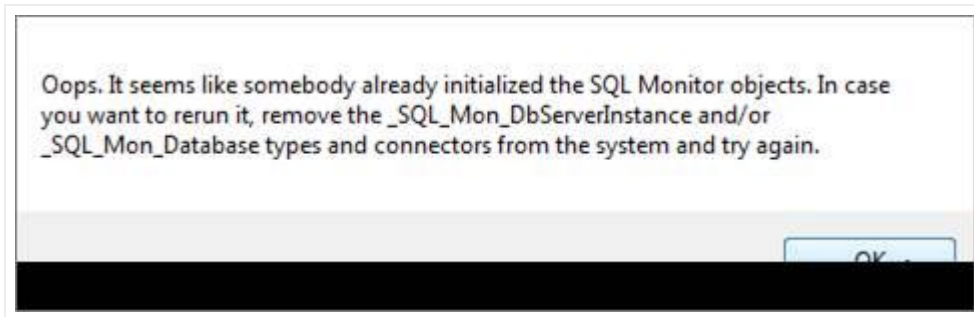 Oops. It seems like somebody already initialized the SQL Monitor objects. In case
you want to rerun it, remove the _SQL_Mon_DbServerInstance and/or
_SQL_Mon_Database types and connectors from the system and try again.
OK